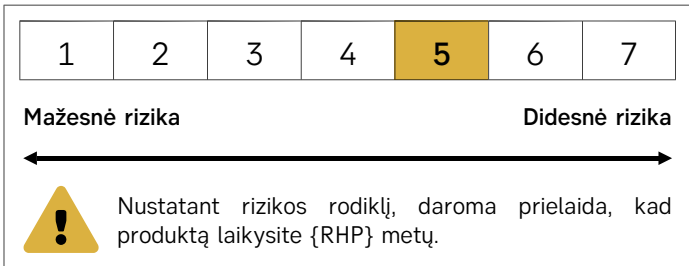 1 2 3 4 5 6 7
Mažesnė rizika Didesnė rizika
Nustatant rizikos rodiklį, daroma prielaida, kad
produktą laikysite {RHP} metų.